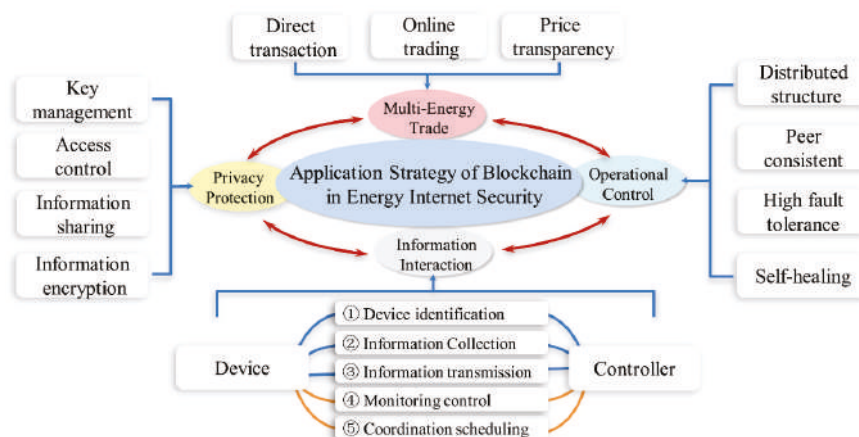 Direct
transaction
Online
trading
Price
transparency
Key
management
Access
control
Information
sharing
Information
encryption
Multi-Energy
Trade
Privacy
Protection
Application Strategy of Blockchain
in Energy Internet Security
Operational
Control
Information
Interaction
Distributed
structure
Peer
consistent
High fault
tolerance
Self-healing
Device
① Device identification
② Information Collection
③ Information transmission
④ Monitoring control
⑤ Coordination scheduling
Controller